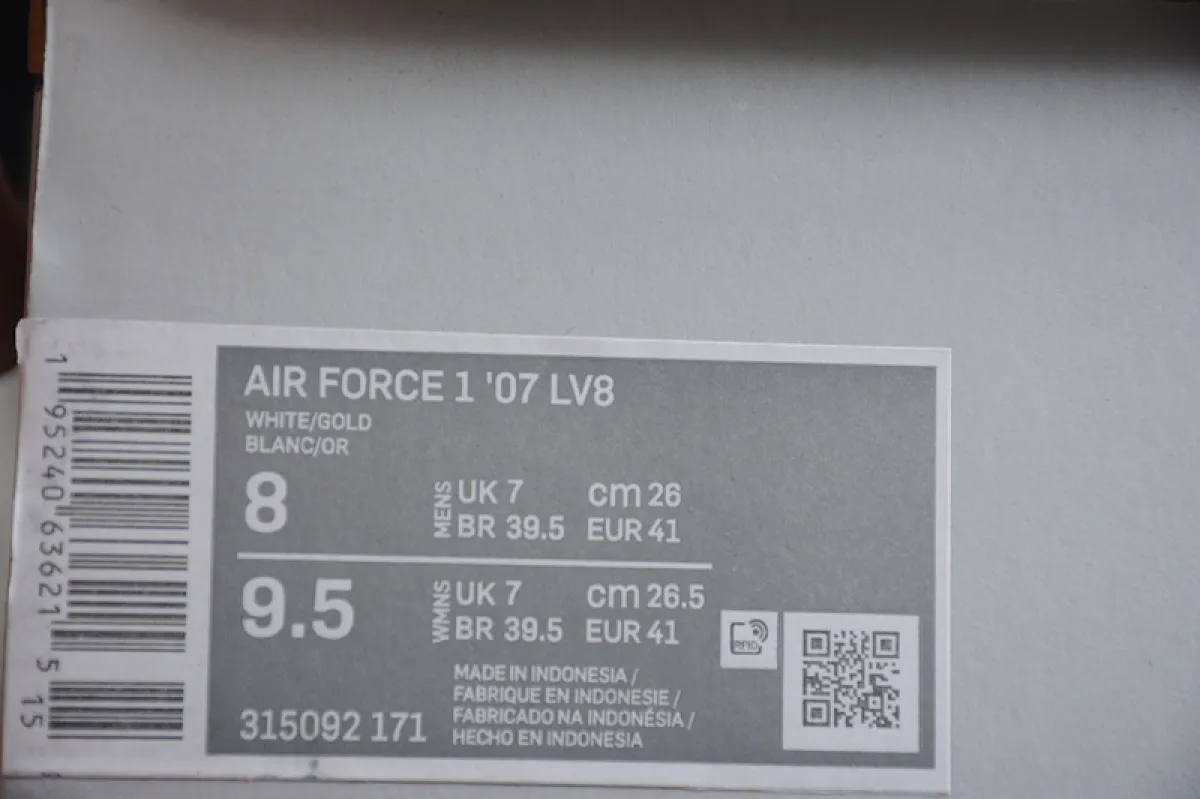 AIR FORCE 1 '07 LV8
WHITE/GOLD
BLANC/OR
8
MENS
UK 7 cm 26
BR 39.5 EUR 41
9.5
WMNS
UK 7 cm 26.5
BR 39.5 EUR 41
MADE IN INDONESIA /
FABRIQUE EN INDONESIE /
FABRICADO NA INDONÉSIA /
HECHO EN INDONESIA
315092 171
RFID
1 95240 63621 5 15